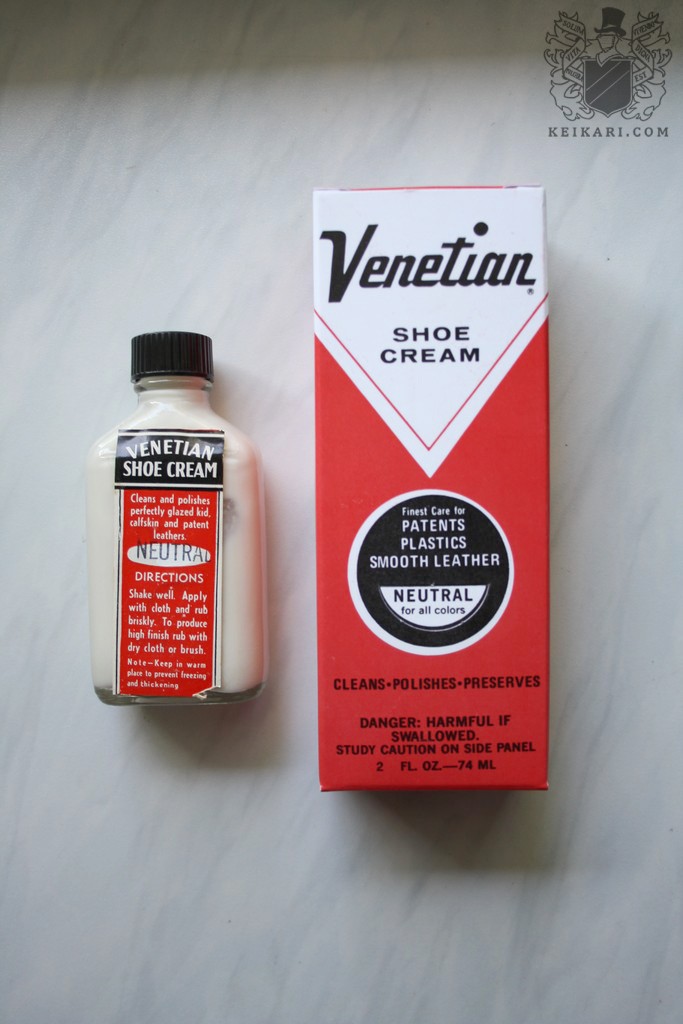 KEIKARI.COM
Venetian®
SHOE
CREAM
Finest Care for
PATENTS
PLASTICS
SMOOTH LEATHER
NEUTRAL
for all colors
CLEANS•POLISHES•PRESERVES
DANGER: HARMFUL IF
SWALLOWED.
STUDY CAUTION ON SIDE PANEL
2 FL. OZ.—74 ML
VENETIAN
SHOE CREAM
Cleans and polishes
perfectly glazed kid,
calfskin and patent
leathers.
NEUTRAL
DIRECTIONS
Shake well. Apply
with cloth and rub
briskly. To produce
high finish rub with
dry cloth or brush.
Note—Keep in warm
place to prevent freezing
and thickening